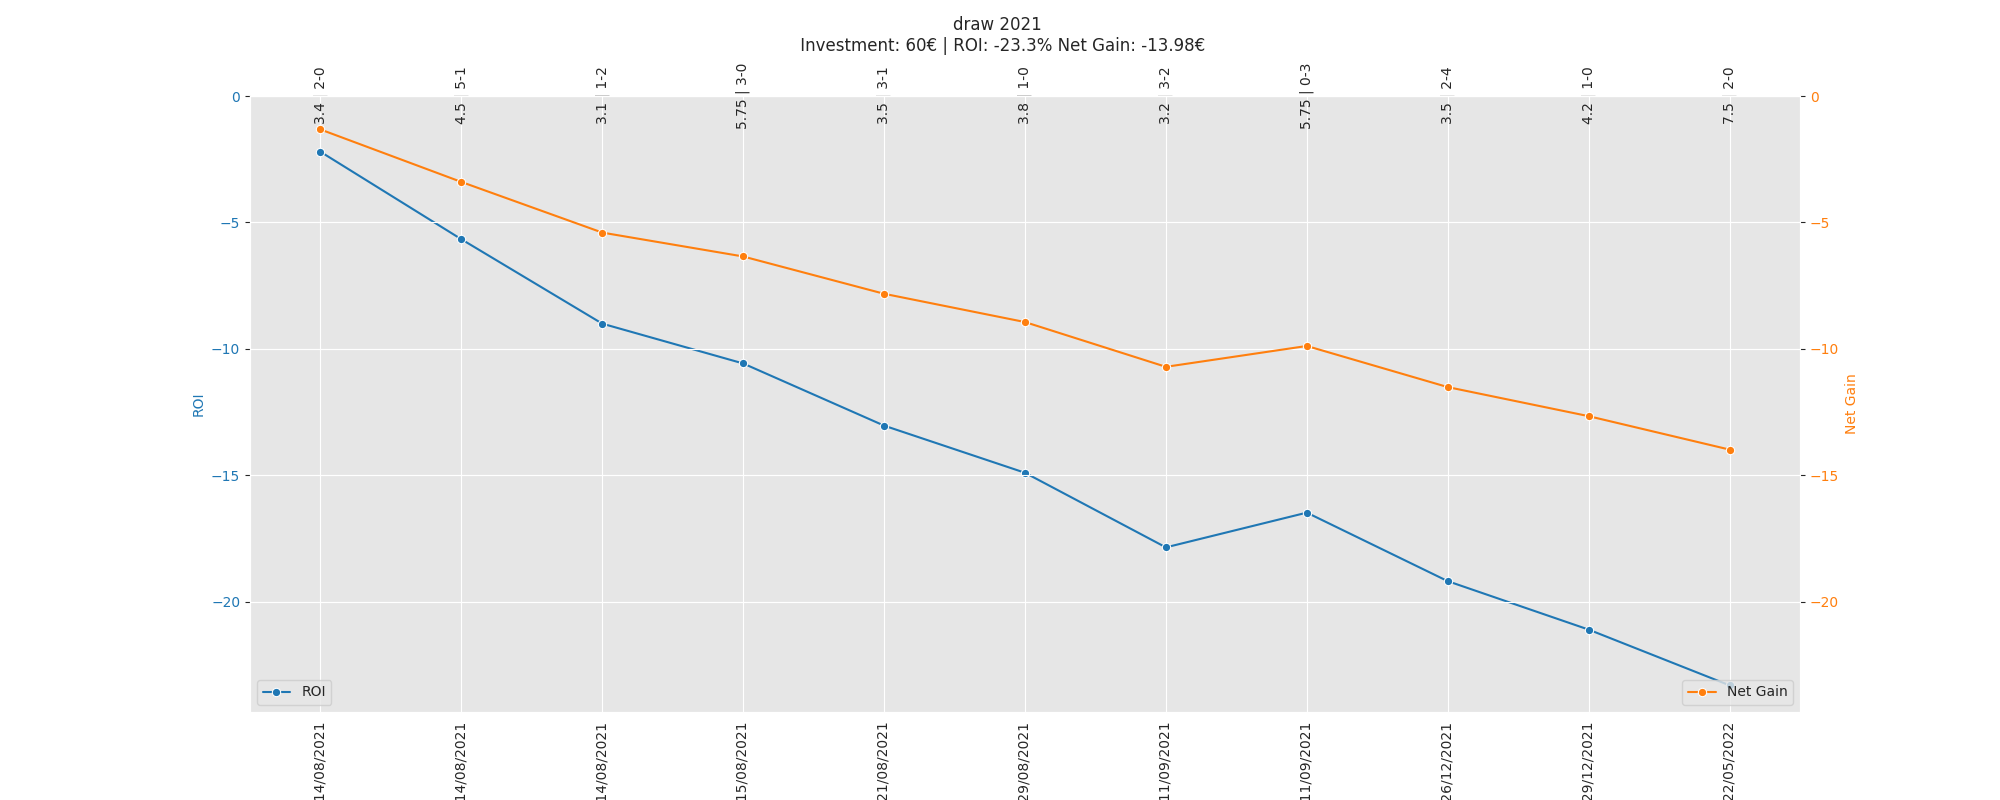 draw 2021
Investment: 60€ | ROI: -23.3% Net Gain: -13.98€
3.4 | 2-0
4.5 | 5-1
3.1 | 1-2
5.75 | 3-0
3.5 | 3-1
3.8 | 1-0
3.2 | 3-2
5.75 | 0-3
3.5 | 2-4
4.2 | 1-0
7.5 | 2-0
0
−5
−10
−15
−20
ROI
0
−5
−10
−15
−20
Net Gain
ROI
Net Gain
14/08/2021
14/08/2021
14/08/2021
15/08/2021
21/08/2021
29/08/2021
11/09/2021
11/09/2021
26/12/2021
29/12/2021
22/05/2022